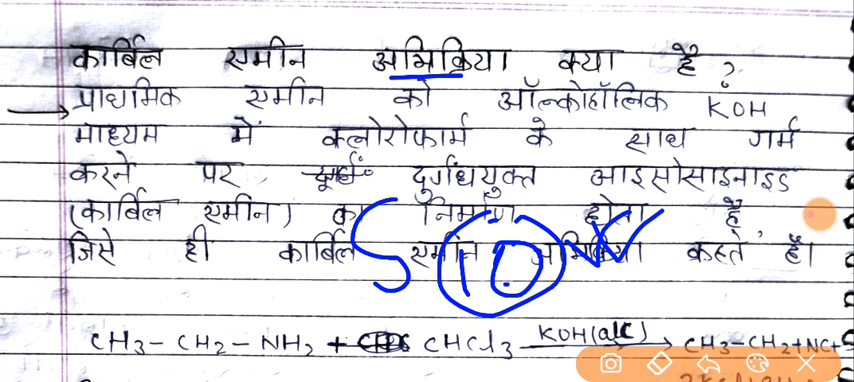 कार्बिल एमीन अभिक्रिया क्या है ?
प्राथमिक एमीन को ऑल्कोहॉलिक KOH
माध्यम में क्लोरोफार्म के साथ गर्म
करने पर दुर्गंधयुक्त आइसोसाइनाइड
(कार्बिल एमीन) का निर्माण होता है,
जिसे ही कार्बिल एमीन अभिक्रिया कहते है।
10
CH3-CH2-NH2 + CHCl3 KOH(alc) → CH3-CH2+NC+